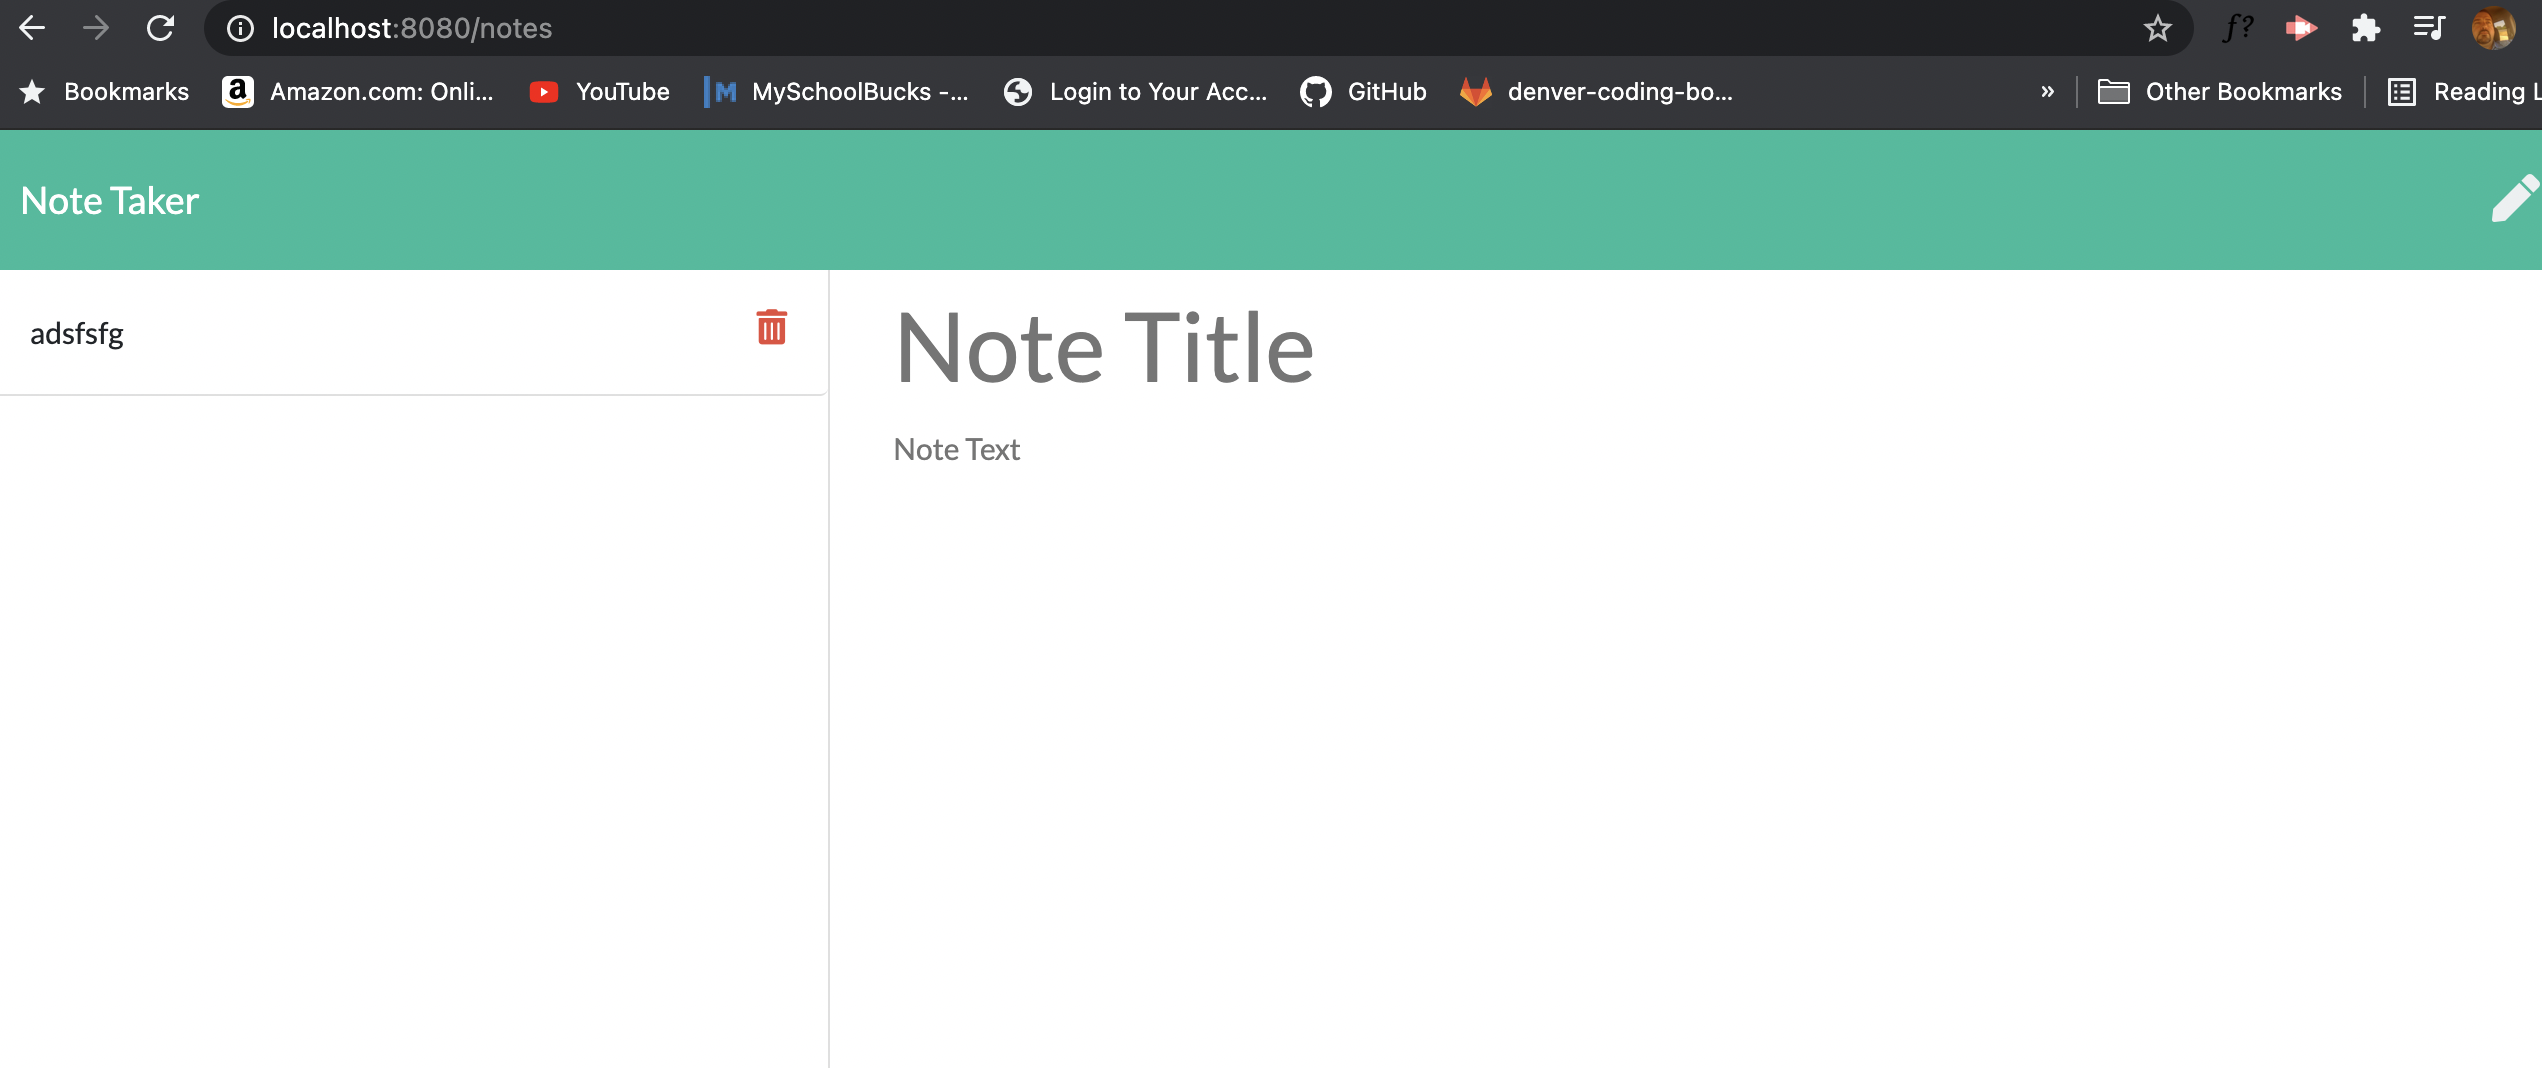 localhost:8080/notes
f?
Bookmarks Amazon.com: Onli... YouTube MySchoolBucks -... Login to Your Acc... GitHub denver-coding-bo... » Other Bookmarks Reading L
Note Taker
adsfsfg
Note Title
Note Text